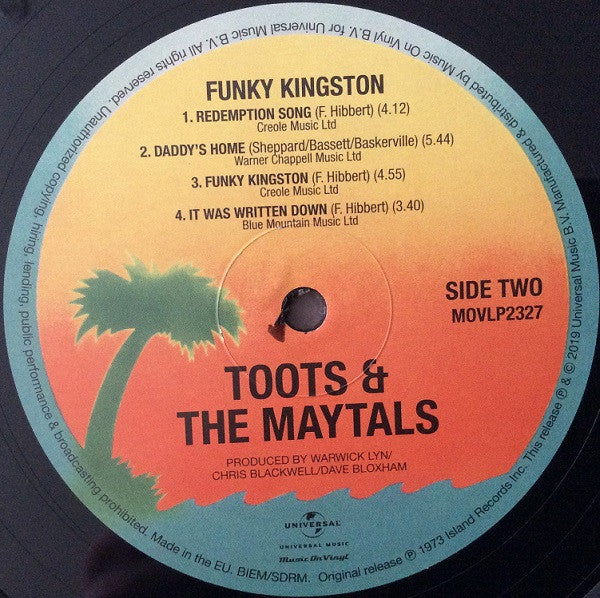 FUNKY KINGSTON
1. REDEMPTION SONG (F. Hibbert) (4.12)
Creole Music Ltd
2. DADDY'S HOME (Sheppard/Bassett/Baskerville) (5.44)
Warner Chappell Music Ltd
3. FUNKY KINGSTON (F. Hibbert) (4.55)
Creole Music Ltd
4. IT WAS WRITTEN DOWN (F. Hibbert) (3.40)
Blue Mountain Music Ltd
SIDE TWO
MOVLP2327
TOOTS &
THE MAYTALS
PRODUCED BY WARWICK LYN/
CHRIS BLACKWELL/DAVE BLOXHAM
UNIVERSAL
UNIVERSAL MUSIC
Music On Vinyl
Made in the EU. BIEM/SDRM. Original release ℗ 1973 Island Records Inc. This release ℗ & © 2019 Universal Music B.V. Manufactured & distributed by Music On Vinyl B.V. for Universal Music B.V. All rights reserved. Unauthorized copying, hiring, lending, public performance & broadcasting prohibited.